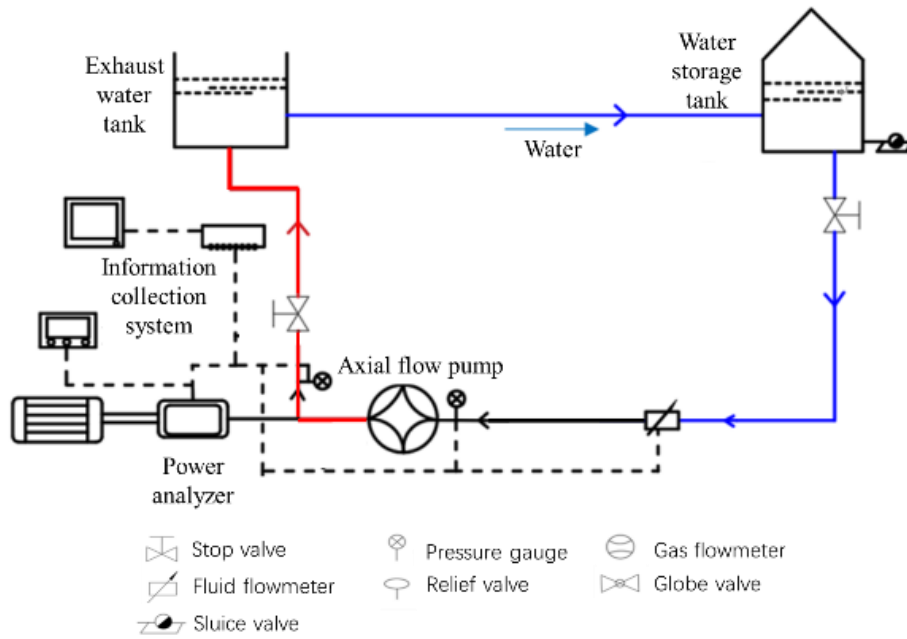 Exhaust
water
tank
Water
storage
tank
Water
Information
collection
system
Axial flow pump
Power
analyzer
Stop valve
Pressure gauge
Gas flowmeter
Fluid flowmeter
Relief valve
Globe valve
Sluice valve